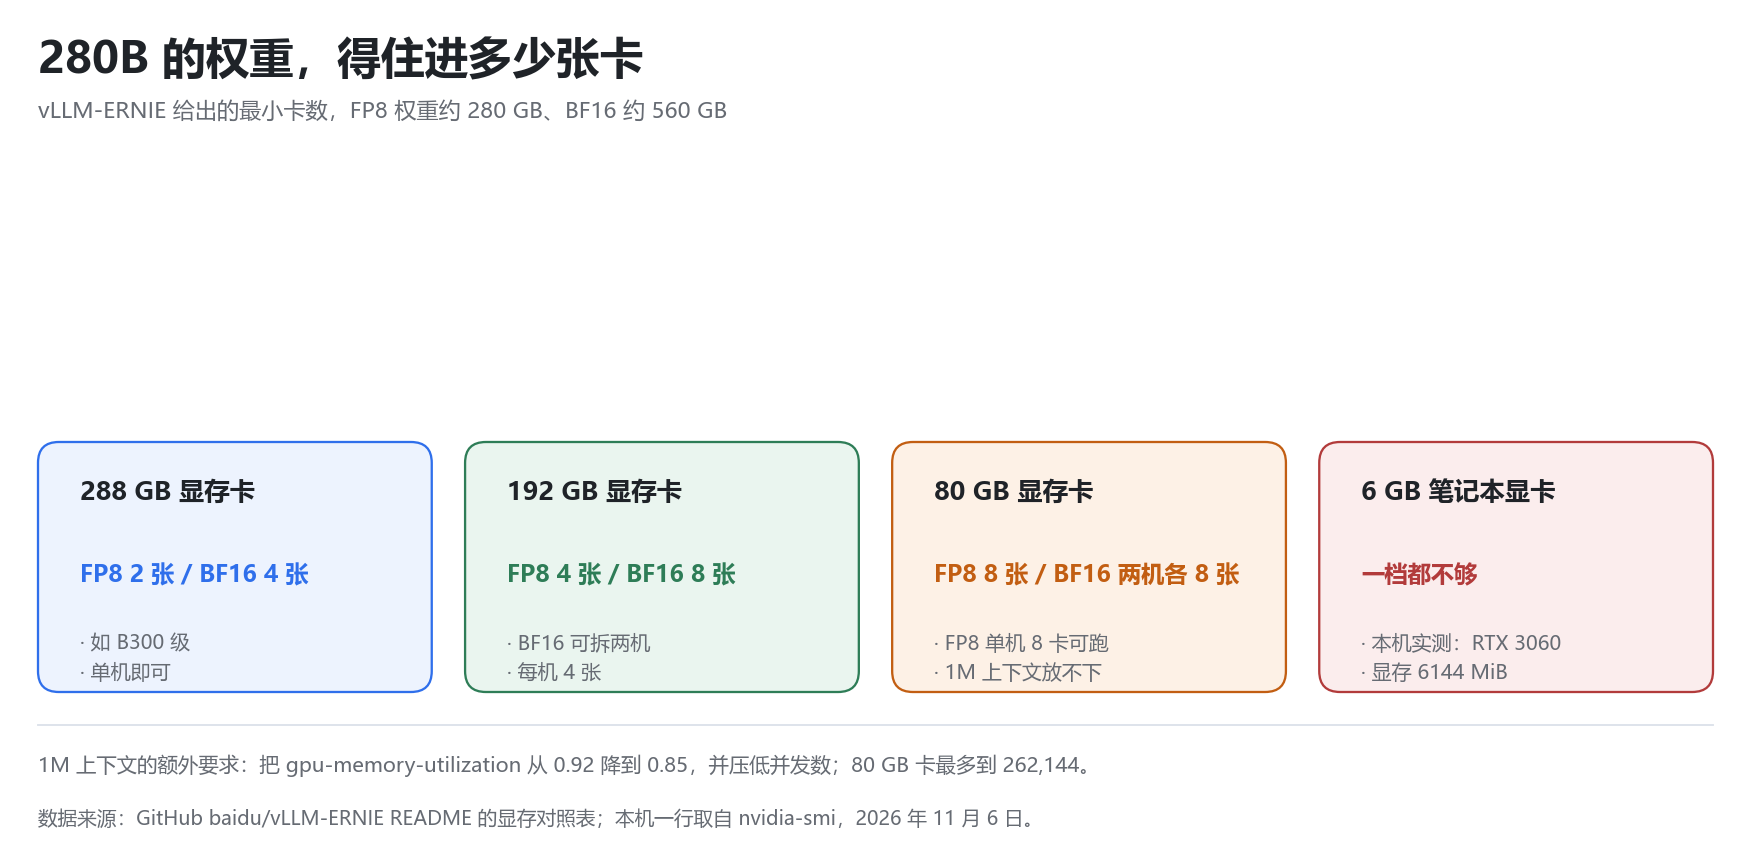 280B 的权重，得住进多少张卡
vLLM-ERNIE 给出的最小卡数，FP8 权重约 280 GB、BF16 约 560 GB
288 GB 显存卡
FP8 2 张 / BF16 4 张
· 如 B300 级
· 单机即可
192 GB 显存卡
FP8 4 张 / BF16 8 张
· BF16 可拆两机
· 每机 4 张
80 GB 显存卡
FP8 8 张 / BF16 两机各 8 张
· FP8 单机 8 卡可跑
· 1M 上下文放不下
6 GB 笔记本显卡
一档都不够
· 本机实测：RTX 3060
· 显存 6144 MiB
1M 上下文的额外要求：把 gpu-memory-utilization 从 0.92 降到 0.85，并压低并发数；80 GB 卡最多到 262,144。
数据来源：GitHub baidu/vLLM-ERNIE README 的显存对照表；本机一行取自 nvidia-smi，2026 年 11 月 6 日。